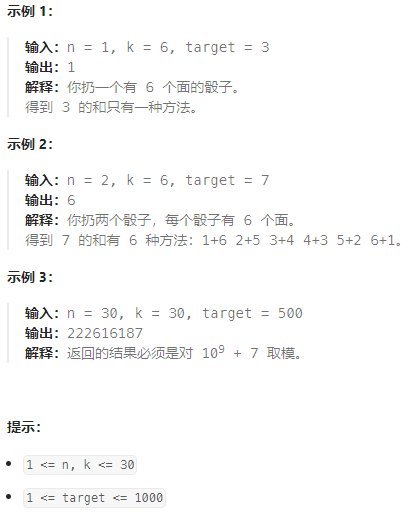 示例 1：
输入：n = 1, k = 6, target = 3
输出：1
解释：你扔一个有 6 个面的骰子。
得到 3 的和只有一种方法。
示例 2：
输入：n = 2, k = 6, target = 7
输出：6
解释：你扔两个骰子，每个骰子有 6 个面。
得到 7 的和有 6 种方法：1+6 2+5 3+4 4+3 5+2 6+1。
示例 3：
输入：n = 30, k = 30, target = 500
输出：222616187
解释：返回的结果必须是对 10⁹ + 7 取模。
提示：
• 1 <= n, k <= 30
• 1 <= target <= 1000